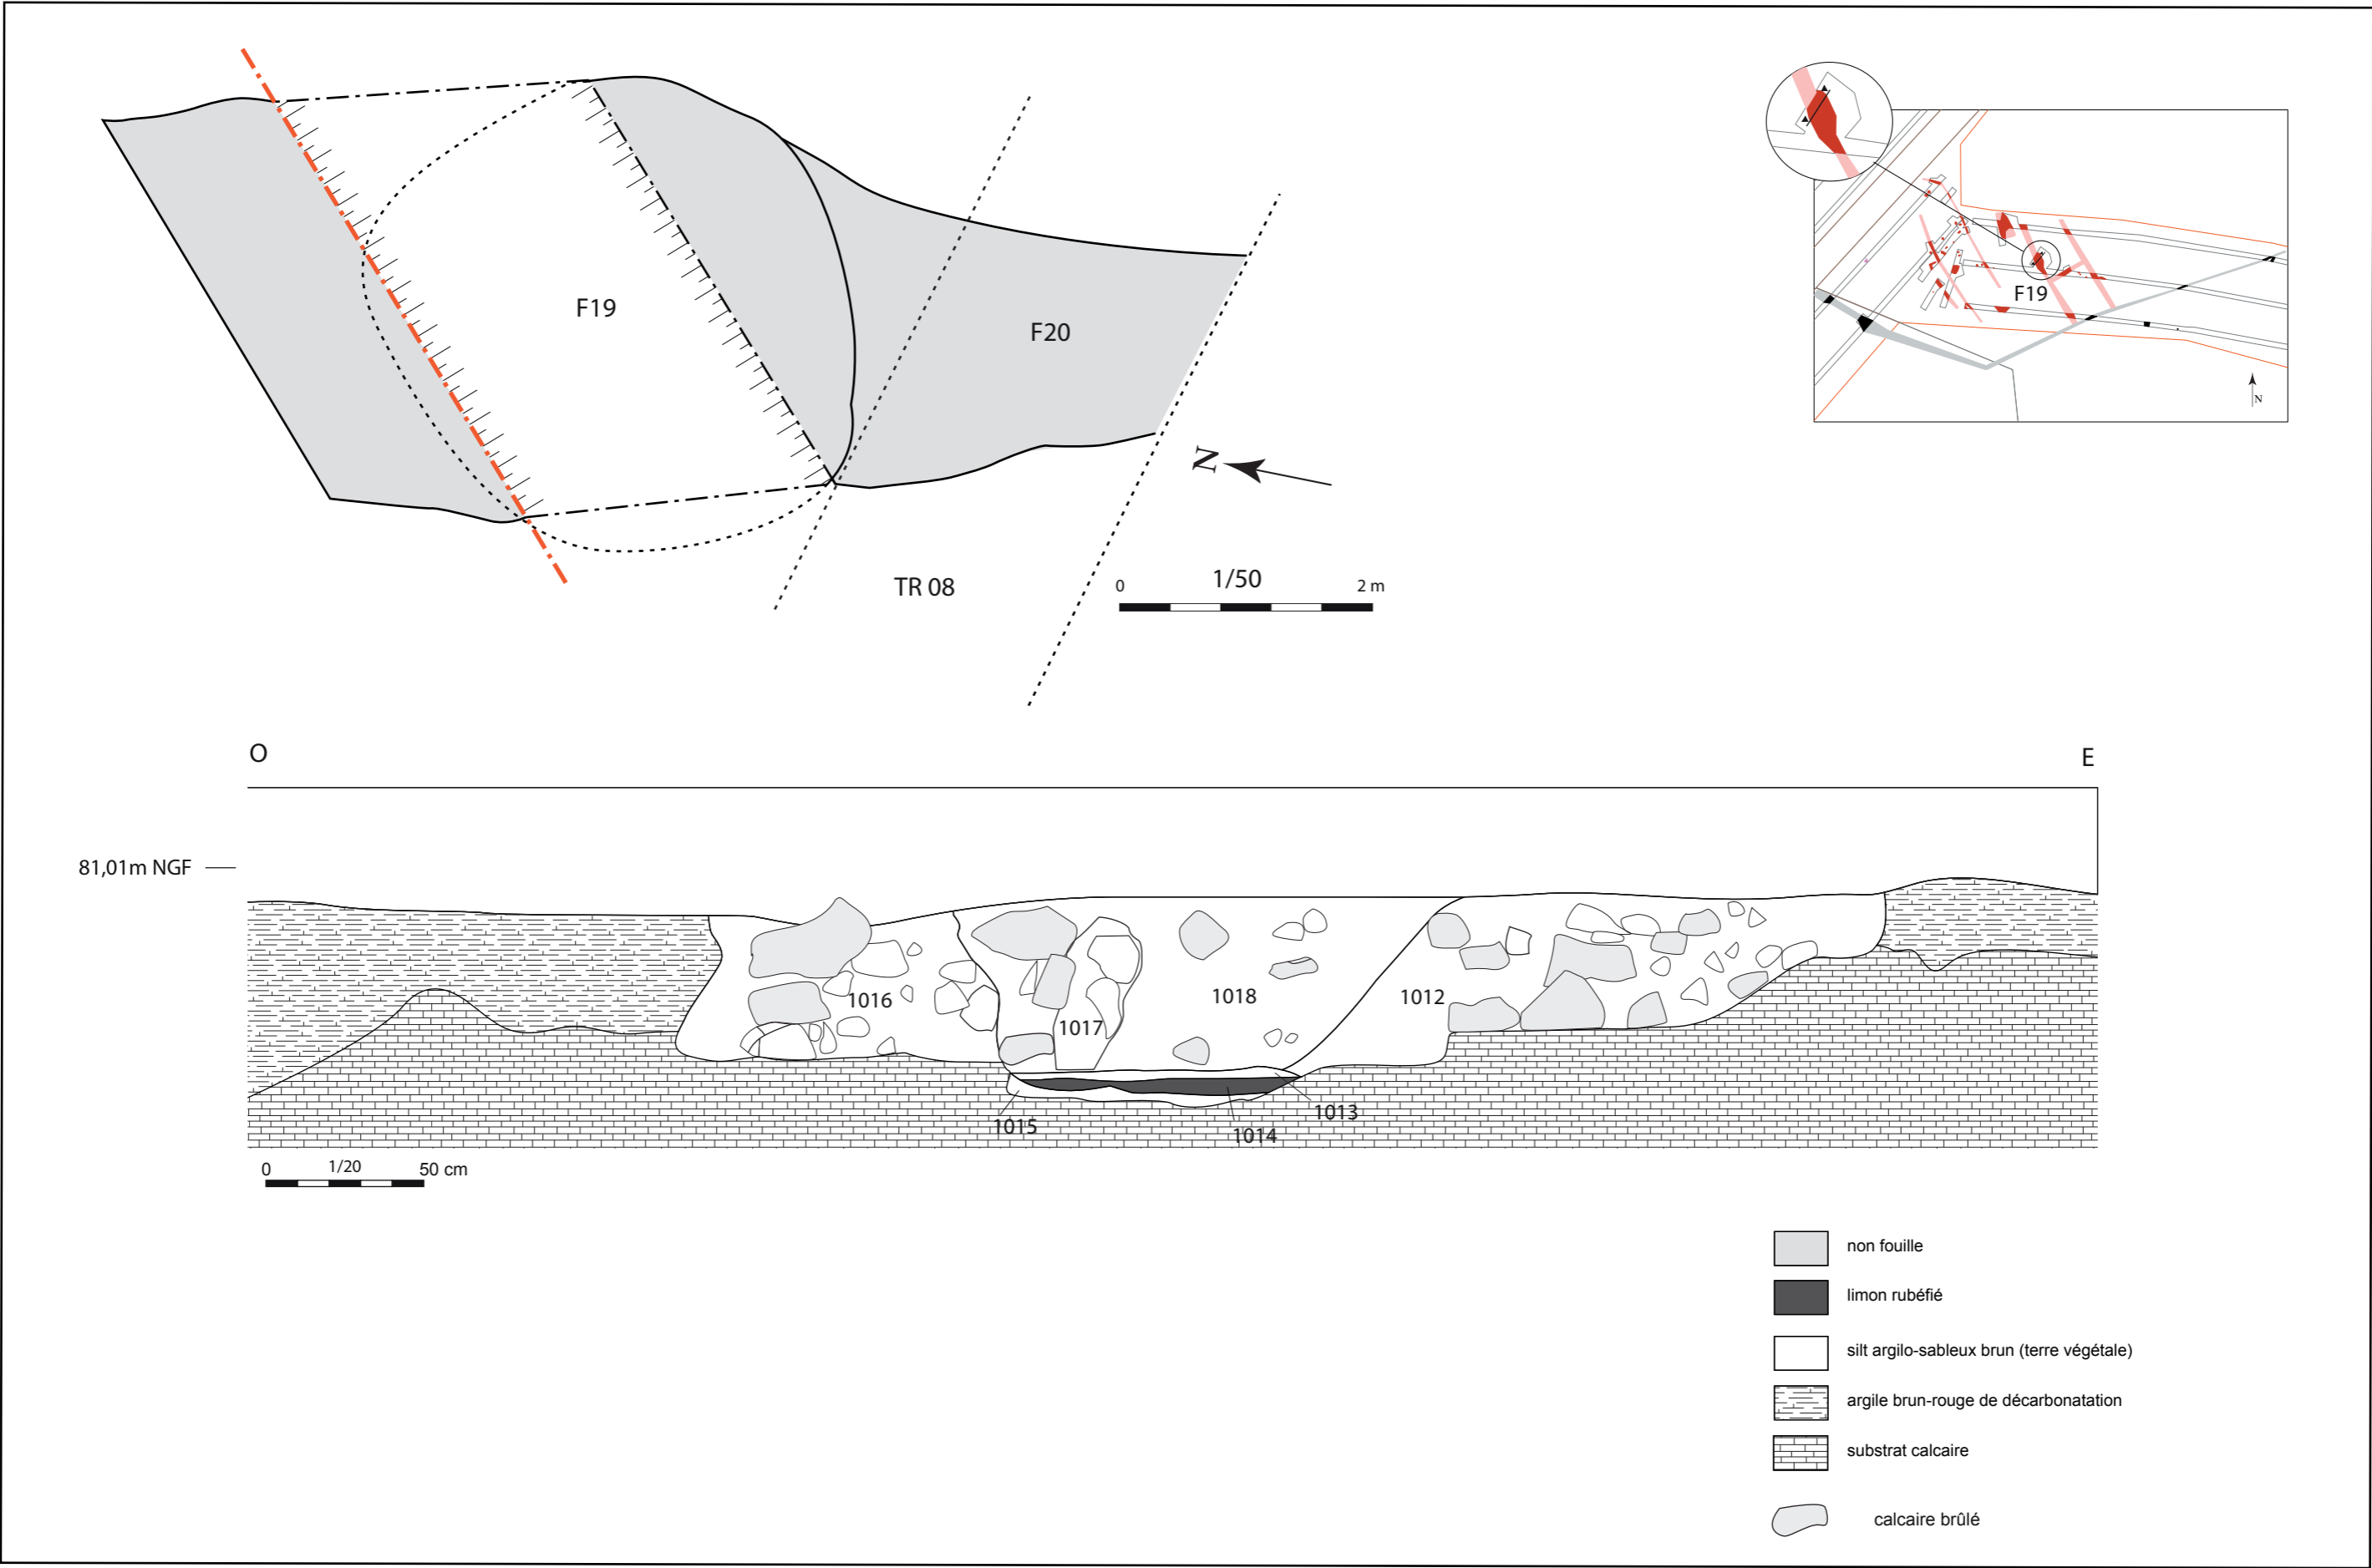 F19
F20
N
TR 08
0 1/50 2 m
F19
N
O E
81,01m NGF
1016
1017
1018
1012
1013
1015
1014
0 1/20 50 cm
non fouille
limon rubéfié
silt argilo-sableux brun (terre végétale)
argile brun-rouge de décarbonatation
substrat calcaire
calcaire brûlé